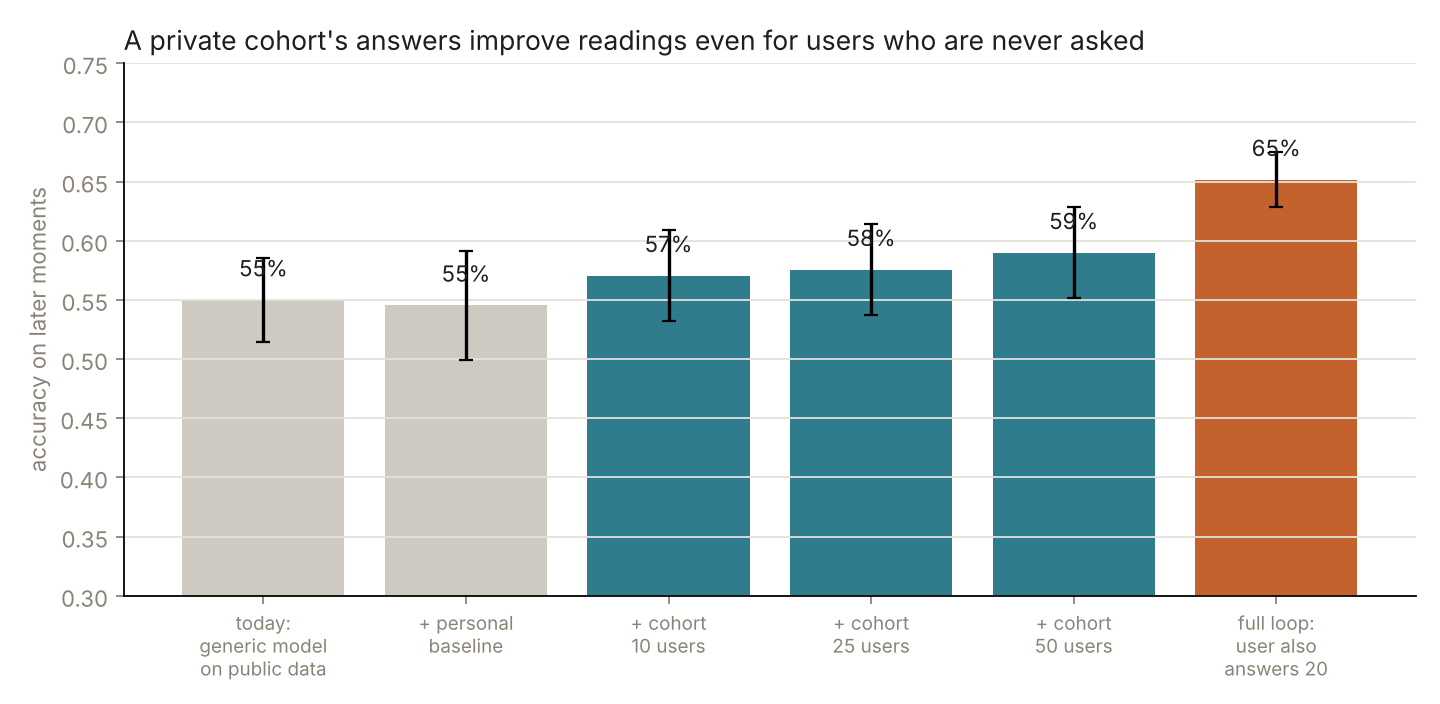 A private cohort's answers improve readings even for users who are never asked
0.75
0.70
0.65
0.60
0.55
0.50
0.45
0.40
0.35
0.30
accuracy on later moments
55%
55%
57%
58%
59%
65%
today:
generic model
on public data
+ personal
baseline
+ cohort
10 users
+ cohort
25 users
+ cohort
50 users
full loop:
user also
answers 20